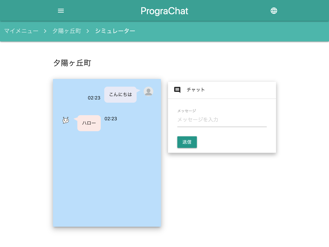 PrograChat
マイメニュー > 夕陽ヶ丘町 > シミュレーター
夕陽ヶ丘町
こんにちは
02:23
ハロー
02:23
チャット
メッセージ
メッセージを入力
送信